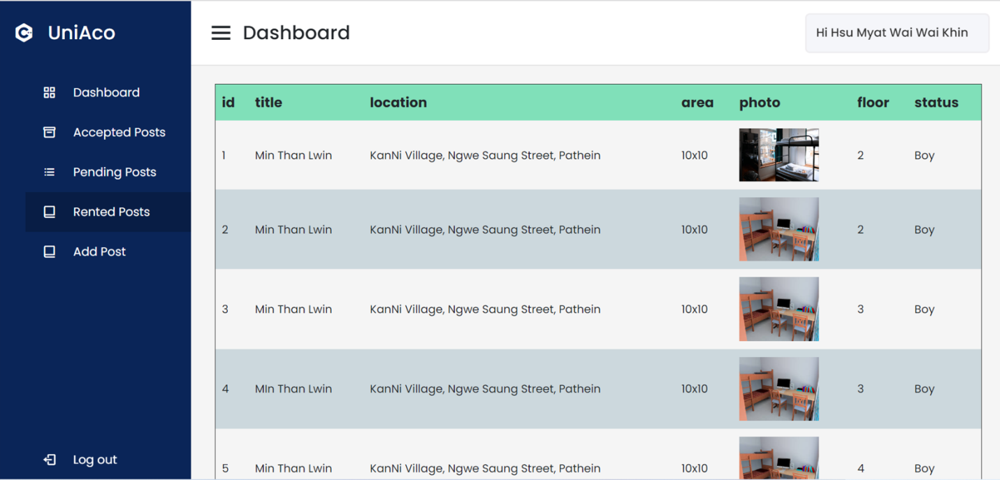 UniAco
Dashboard
Hi Hsu Myat Wai Wai Khin
Dashboard
Accepted Posts
Pending Posts
Rented Posts
Add Post
Log out
id title location area photo floor status
1 Min Than Lwin KanNi Village, Ngwe Saung Street, Pathein 10x10 2 Boy
2 Min Than Lwin KanNi Village, Ngwe Saung Street, Pathein 10x10 2 Boy
3 Min Than Lwin KanNi Village, Ngwe Saung Street, Pathein 10x10 3 Boy
4 MIn Than Lwin KanNi Village, Ngwe Saung Street, Pathein 10x10 3 Boy
5 Min Than Lwin KanNi Village, Ngwe Saung Street, Pathein 10x10 4 Boy